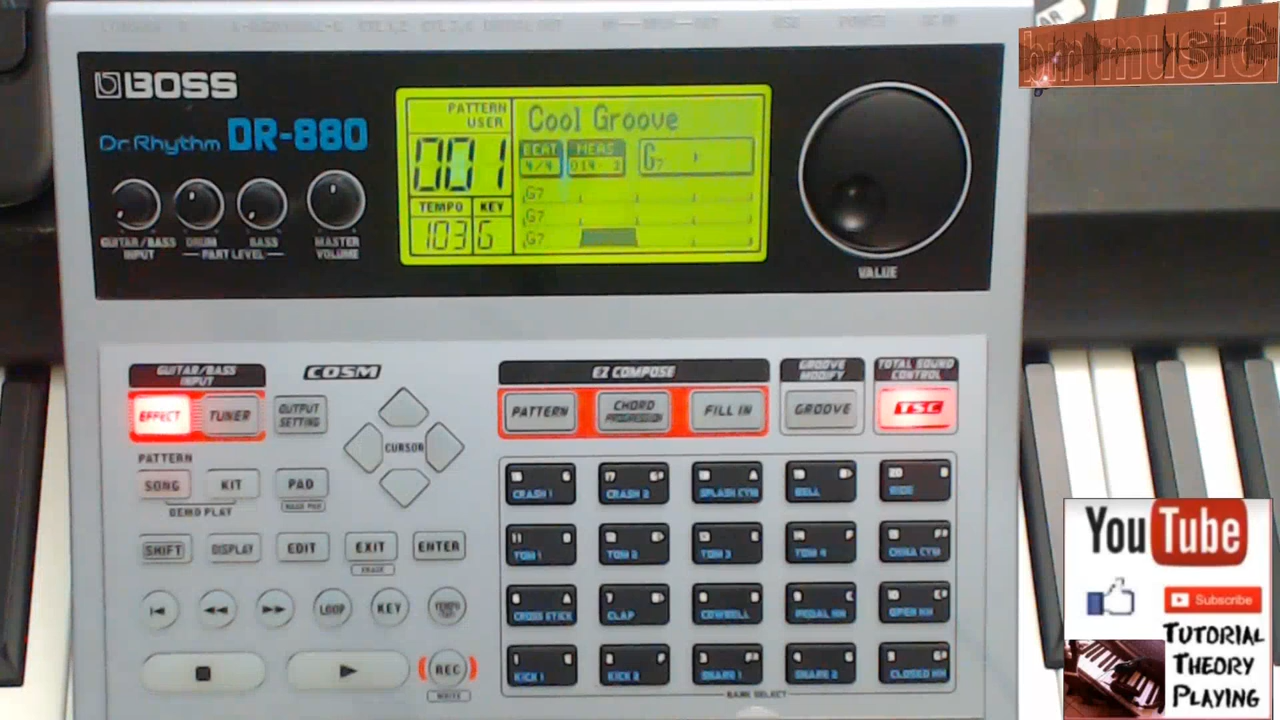 bm music
BOSS
Dr. Rhythm DR-880
GUITAR/BASS INPUT
DRUM
BASS
PART LEVEL
MASTER VOLUME
PATTERN
USER
001
TEMPO KEY
103 G
Cool Groove
BEAT MEAS
4/4
G7
G7
G7
G7
VALUE
GUITAR/BASS
INPUT
EFFECT TUNER
COSM
OUTPUT
SETTING
CURSOR
EZ COMPOSE
PATTERN
CHORD
PROGRESSION
FILL IN
GROOVE
MODIFY
GROOVE
TOTAL SOUND
CONTROL
TSC
PATTERN
SONG KIT PAD
DEMO PLAY
SHIFT DISPLAY EDIT EXIT ENTER
ERASE
LOOP KEY
REC
WRITE
CRASH 1 CRASH 2 SPLASH CYM BELL RIDE
TOM 1 TOM 2 TOM 3 TOM 4 CHINA CYM
CROSS STICK CLAP COWBELL PEDAL HH OPEN HH
KICK 1 KICK 2 SNARE 1 SNARE 2 CLOSED HH
BANK SELECT
YouTube
Subscribe
TUTORIAL
THEORY
PLAYING